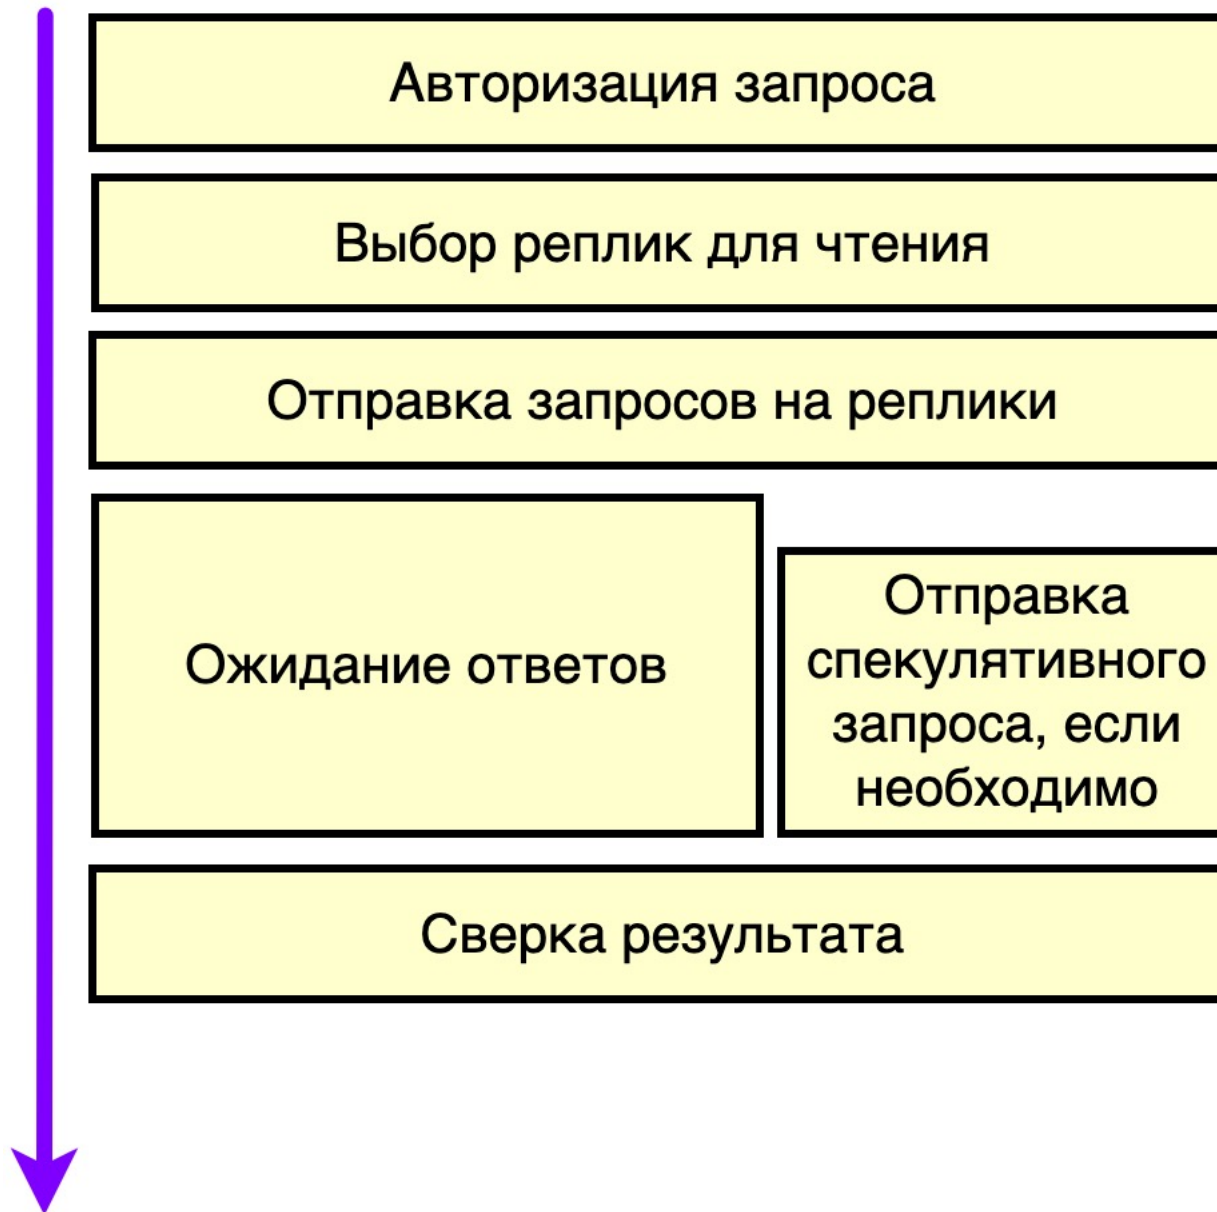 Авторизация запроса
Выбор реплик для чтения
Отправка запросов на реплики
Ожидание ответов
Отправка
спекулятивного
запроса, если
необходимо
Сверка результата